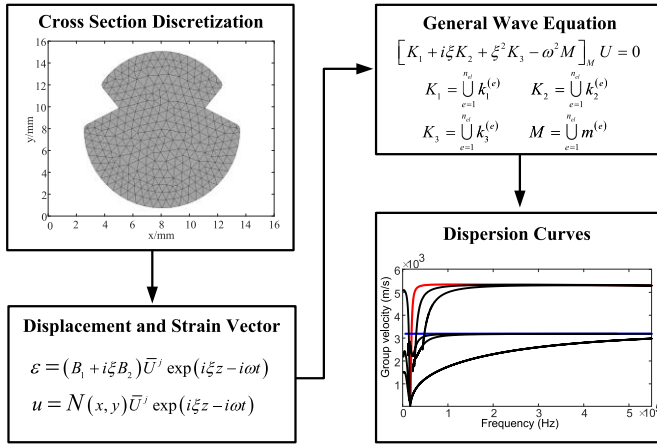 Cross Section Discretization
16
14
12
10
8
6
4
2
0
y/mm
0 2 4 6 8 10 12 14 16
x/mm
Displacement and Strain Vector
ε = (B₁ + iξB₂) Ū^j exp(iξz − iωt)
u = N(x, y) Ū^j exp(iξz − iωt)
General Wave Equation
[K₁ + iξK₂ + ξ²K₃ − ω²M]_M U = 0
K₁ = ⋃_{e=1}^{n_el} k₁^(e) K₂ = ⋃_{e=1}^{n_el} k₂^(e)
K₃ = ⋃_{e=1}^{n_el} k₃^(e) M = ⋃_{e=1}^{n_el} m^(e)
Dispersion Curves
×10³
6
5
4
3
2
1
Group velocity (m/s)
0 1 2 3 4 5
Frequency (Hz)